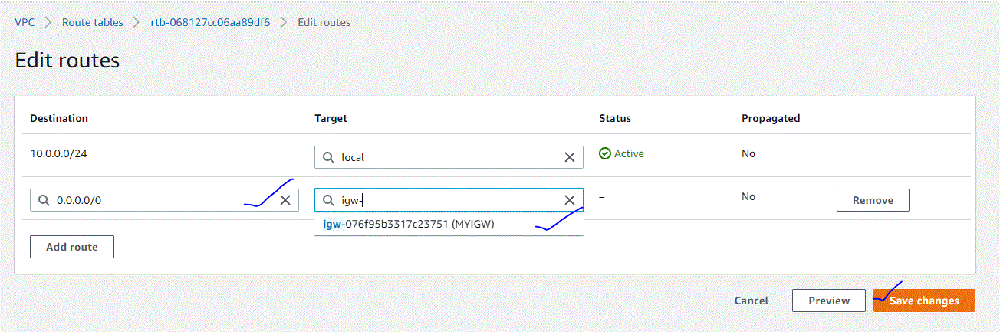 VPC > Route tables > rtb-068127cc06aa89df6 > Edit routes
Edit routes
Destination Target Status Propagated
10.0.0.0/24 local Active No
0.0.0.0/0 igw- – No Remove
igw-076f95b3317c23751 (MYIGW)
Add route
Cancel Preview Save changes